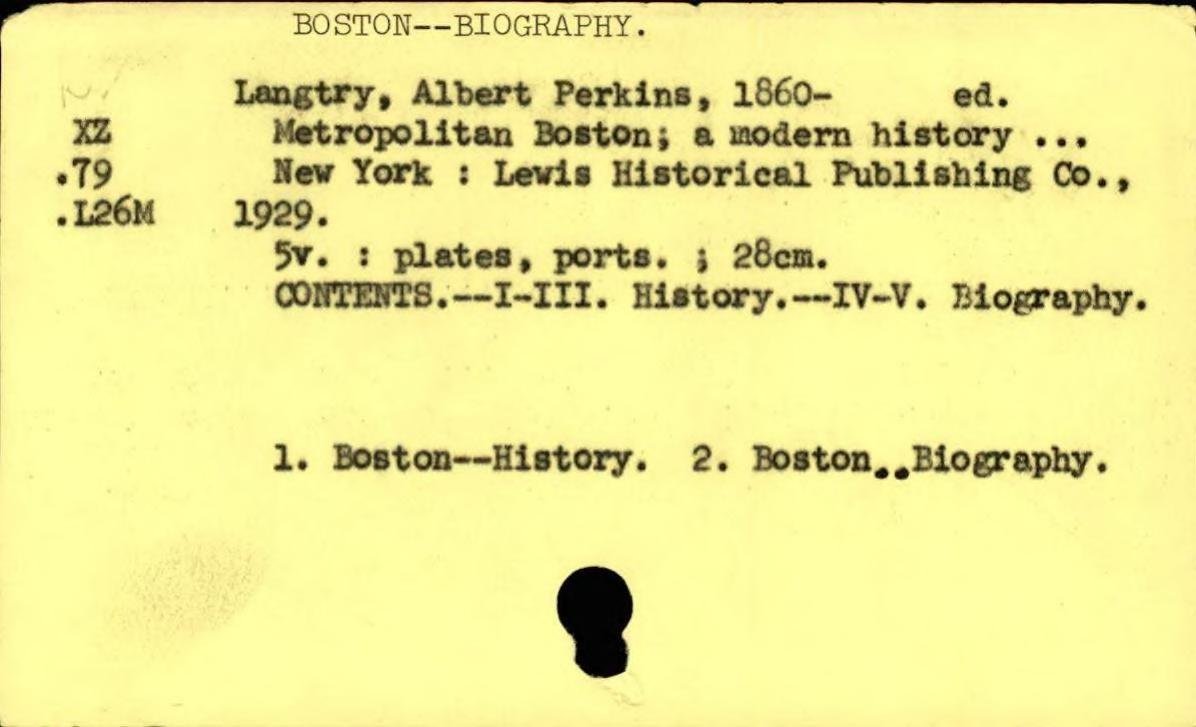 BOSTON--BIOGRAPHY.
Langtry, Albert Perkins, 1860- ed.
XZ Metropolitan Boston; a modern history ...
.79 New York : Lewis Historical Publishing Co.,
.L26M 1929.
5v. : plates, ports. ; 28cm.
CONTENTS.--I-III. History.--IV-V. Biography.
1. Boston--History. 2. Boston..Biography.